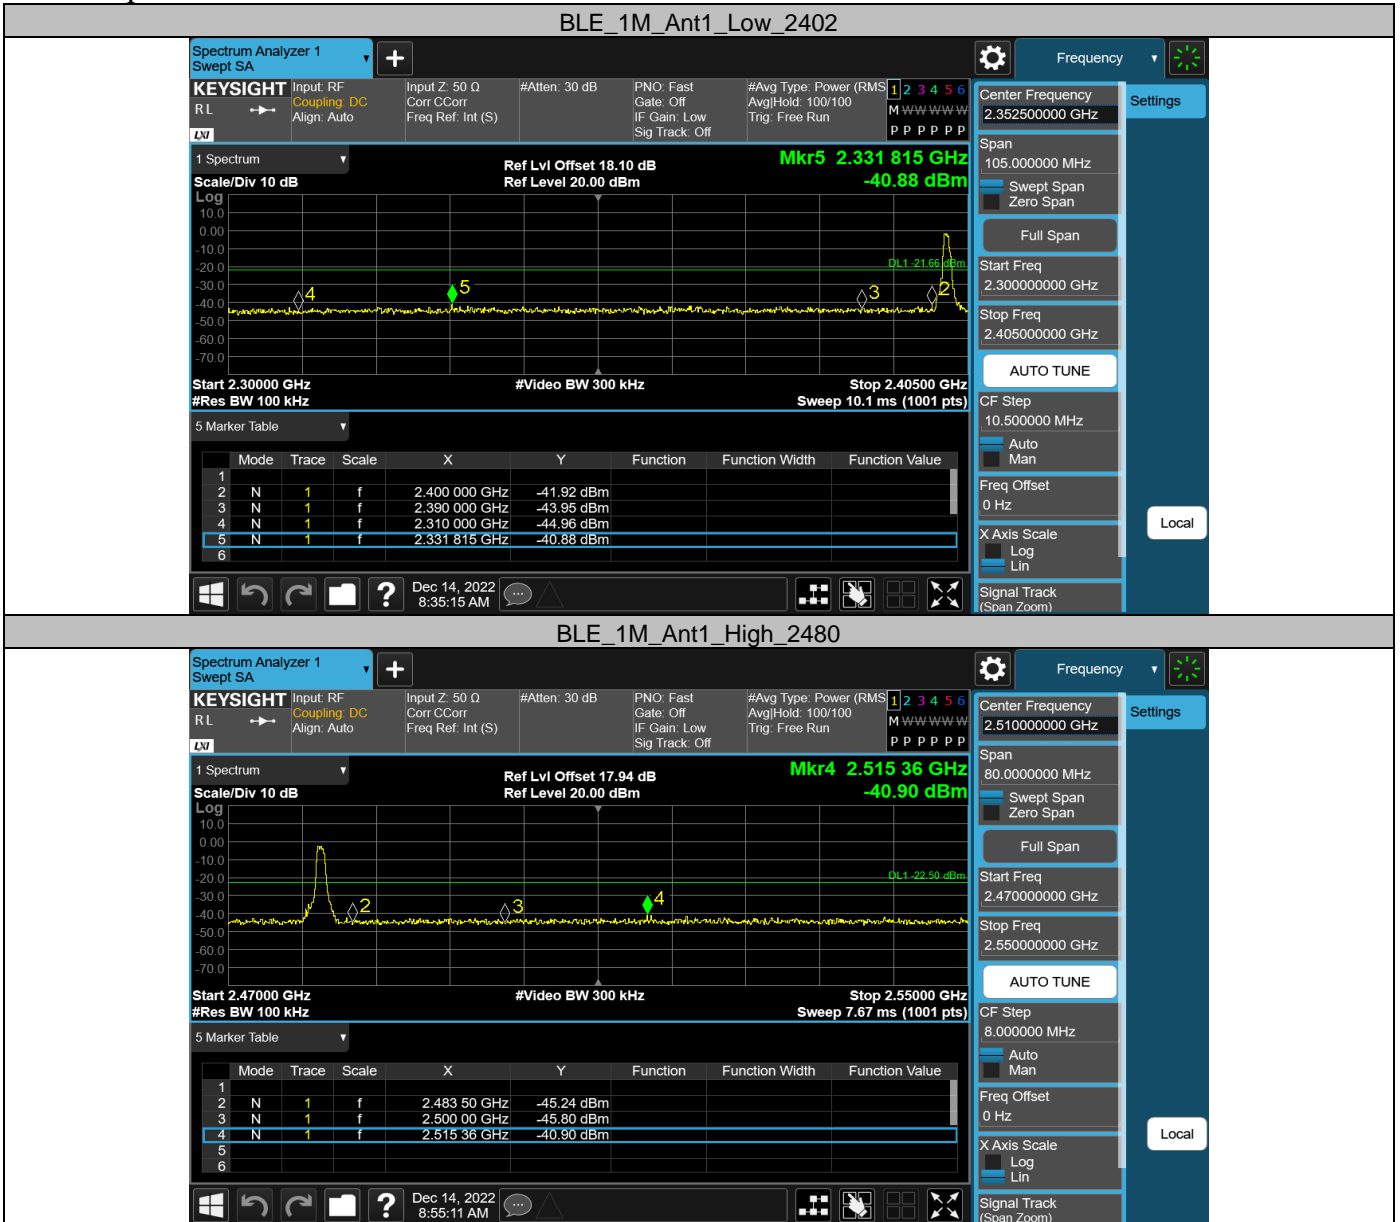 BLE_1M_Ant1_Low_2402
Spectrum Analyzer 1
Swept SA
Frequency
KEYSIGHT
RL
LXI
Input: RF
Coupling: DC
Align: Auto
Input Z: 50 Ω
Corr CCorr
Freq Ref: Int (S)
#Atten: 30 dB
PNO: Fast
Gate: Off
IF Gain: Low
Sig Track: Off
#Avg Type: Power (RMS
Avg|Hold: 100/100
Trig: Free Run
1 2 3 4 5 6
M W W W W W
P P P P P P
1 Spectrum
Scale/Div 10 dB
Ref Lvl Offset 18.10 dB
Ref Level 20.00 dBm
Mkr5 2.331 815 GHz
-40.88 dBm
Log
10.0
0.00
-10.0
-20.0
-30.0
-40.0
-50.0
-60.0
-70.0
DL1 -21.66 dBm
4
5
3
2
Start 2.30000 GHz
#Video BW 300 kHz
Stop 2.40500 GHz
#Res BW 100 kHz
Sweep 10.1 ms (1001 pts)
5 Marker Table
Mode Trace Scale X Y Function Function Width Function Value
1
2 N 1 f 2.400 000 GHz -41.92 dBm
3 N 1 f 2.390 000 GHz -43.95 dBm
4 N 1 f 2.310 000 GHz -44.96 dBm
5 N 1 f 2.331 815 GHz -40.88 dBm
6
Dec 14, 2022
8:35:15 AM
Center Frequency
2.352500000 GHz
Settings
Span
105.000000 MHz
Swept Span
Zero Span
Full Span
Start Freq
2.300000000 GHz
Stop Freq
2.405000000 GHz
AUTO TUNE
CF Step
10.500000 MHz
Auto
Man
Freq Offset
0 Hz
X Axis Scale
Log
Lin
Local
Signal Track
(Span Zoom)
BLE_1M_Ant1_High_2480
Spectrum Analyzer 1
Swept SA
Frequency
KEYSIGHT
RL
LXI
Input: RF
Coupling: DC
Align: Auto
Input Z: 50 Ω
Corr CCorr
Freq Ref: Int (S)
#Atten: 30 dB
PNO: Fast
Gate: Off
IF Gain: Low
Sig Track: Off
#Avg Type: Power (RMS
Avg|Hold: 100/100
Trig: Free Run
1 2 3 4 5 6
M W W W W W
P P P P P P
1 Spectrum
Scale/Div 10 dB
Ref Lvl Offset 17.94 dB
Ref Level 20.00 dBm
Mkr4 2.515 36 GHz
-40.90 dBm
Log
10.0
0.00
-10.0
-20.0
-30.0
-40.0
-50.0
-60.0
-70.0
DL1 -22.50 dBm
2
3
4
Start 2.47000 GHz
#Video BW 300 kHz
Stop 2.55000 GHz
#Res BW 100 kHz
Sweep 7.67 ms (1001 pts)
5 Marker Table
Mode Trace Scale X Y Function Function Width Function Value
1
2 N 1 f 2.483 50 GHz -45.24 dBm
3 N 1 f 2.500 00 GHz -45.80 dBm
4 N 1 f 2.515 36 GHz -40.90 dBm
5
6
Dec 14, 2022
8:55:11 AM
Center Frequency
2.510000000 GHz
Settings
Span
80.0000000 MHz
Swept Span
Zero Span
Full Span
Start Freq
2.470000000 GHz
Stop Freq
2.550000000 GHz
AUTO TUNE
CF Step
8.000000 MHz
Auto
Man
Freq Offset
0 Hz
X Axis Scale
Log
Lin
Local
Signal Track
(Span Zoom)